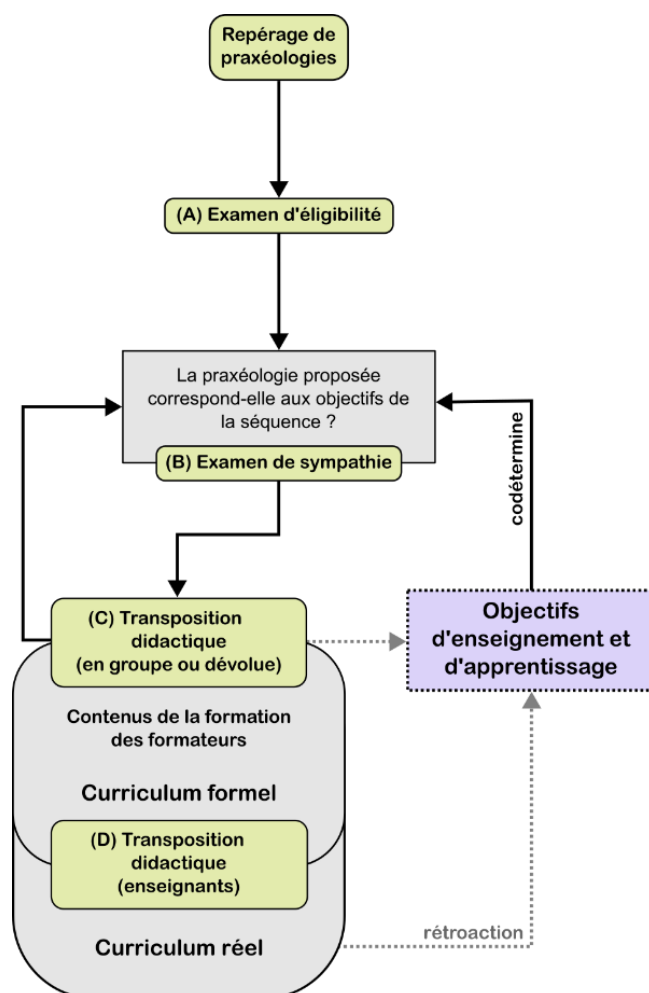 Repérage de
praxéologies
(A) Examen d'éligibilité
La praxéologie proposée
correspond-elle aux objectifs de
la séquence ?
(B) Examen de sympathie
codétermine
(C) Transposition
didactique
(en groupe ou dévolue)
Objectifs
d'enseignement et
d'apprentissage
Contenus de la formation
des formateurs
Curriculum formel
(D) Transposition
didactique
(enseignants)
rétroaction
Curriculum réel